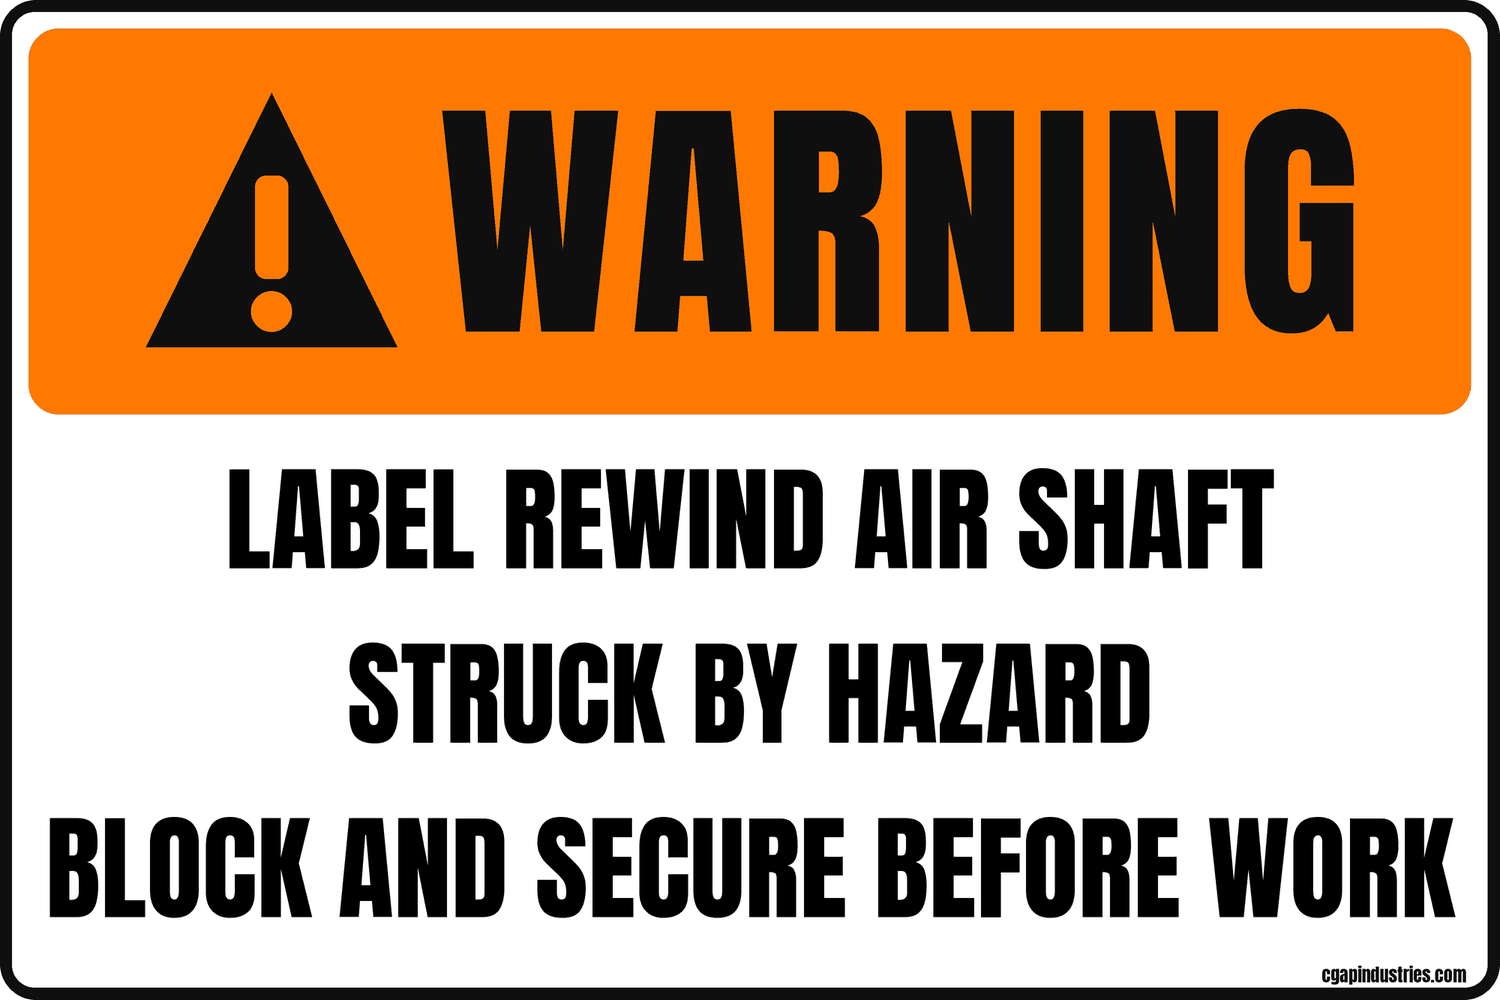 WARNING
LABEL REWIND AIR SHAFT
STRUCK BY HAZARD
BLOCK AND SECURE BEFORE WORK
cgapindustries.com